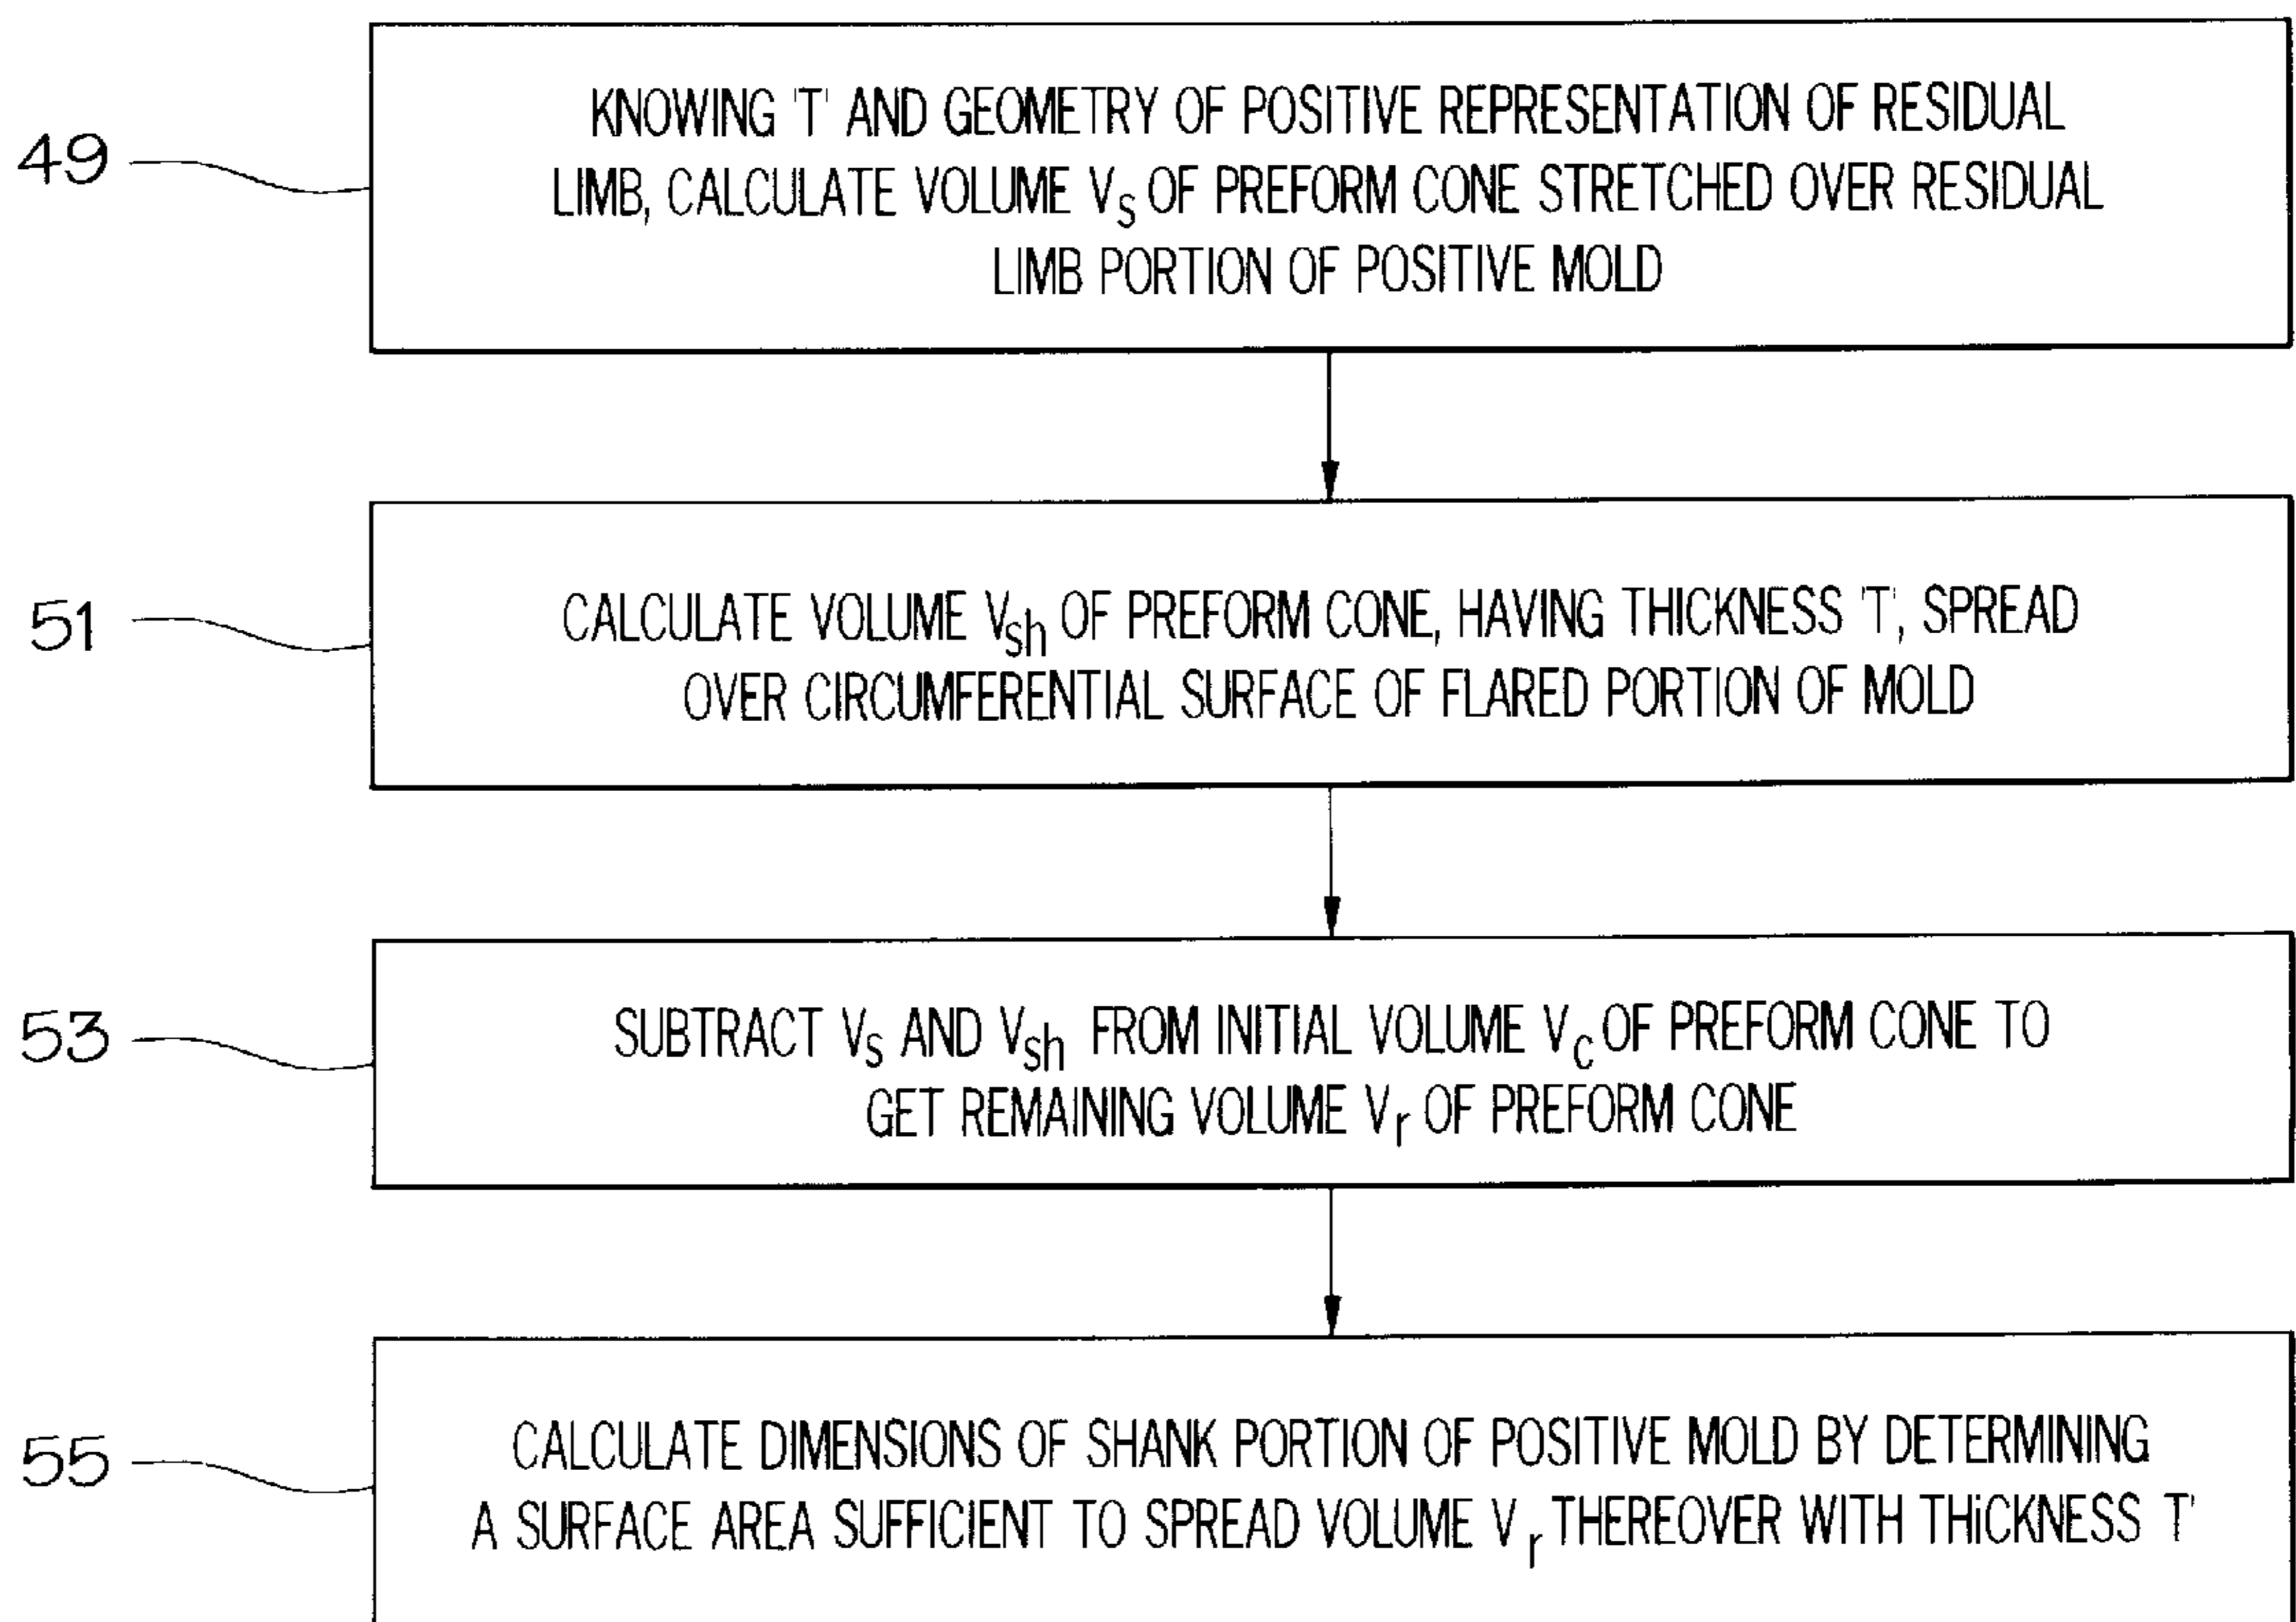 49
KNOWING 'T' AND GEOMETRY OF POSITIVE REPRESENTATION OF RESIDUAL
LIMB, CALCULATE VOLUME Vs OF PREFORM CONE STRETCHED OVER RESIDUAL
LIMB PORTION OF POSITIVE MOLD
51
CALCULATE VOLUME Vsh OF PREFORM CONE, HAVING THICKNESS 'T', SPREAD
OVER CIRCUMFERENTIAL SURFACE OF FLARED PORTION OF MOLD
53
SUBTRACT Vs AND Vsh FROM INITIAL VOLUME Vc OF PREFORM CONE TO
GET REMAINING VOLUME Vr OF PREFORM CONE
55
CALCULATE DIMENSIONS OF SHANK PORTION OF POSITIVE MOLD BY DETERMINING
A SURFACE AREA SUFFICIENT TO SPREAD VOLUME Vr THEREOVER WITH THiCKNESS T'